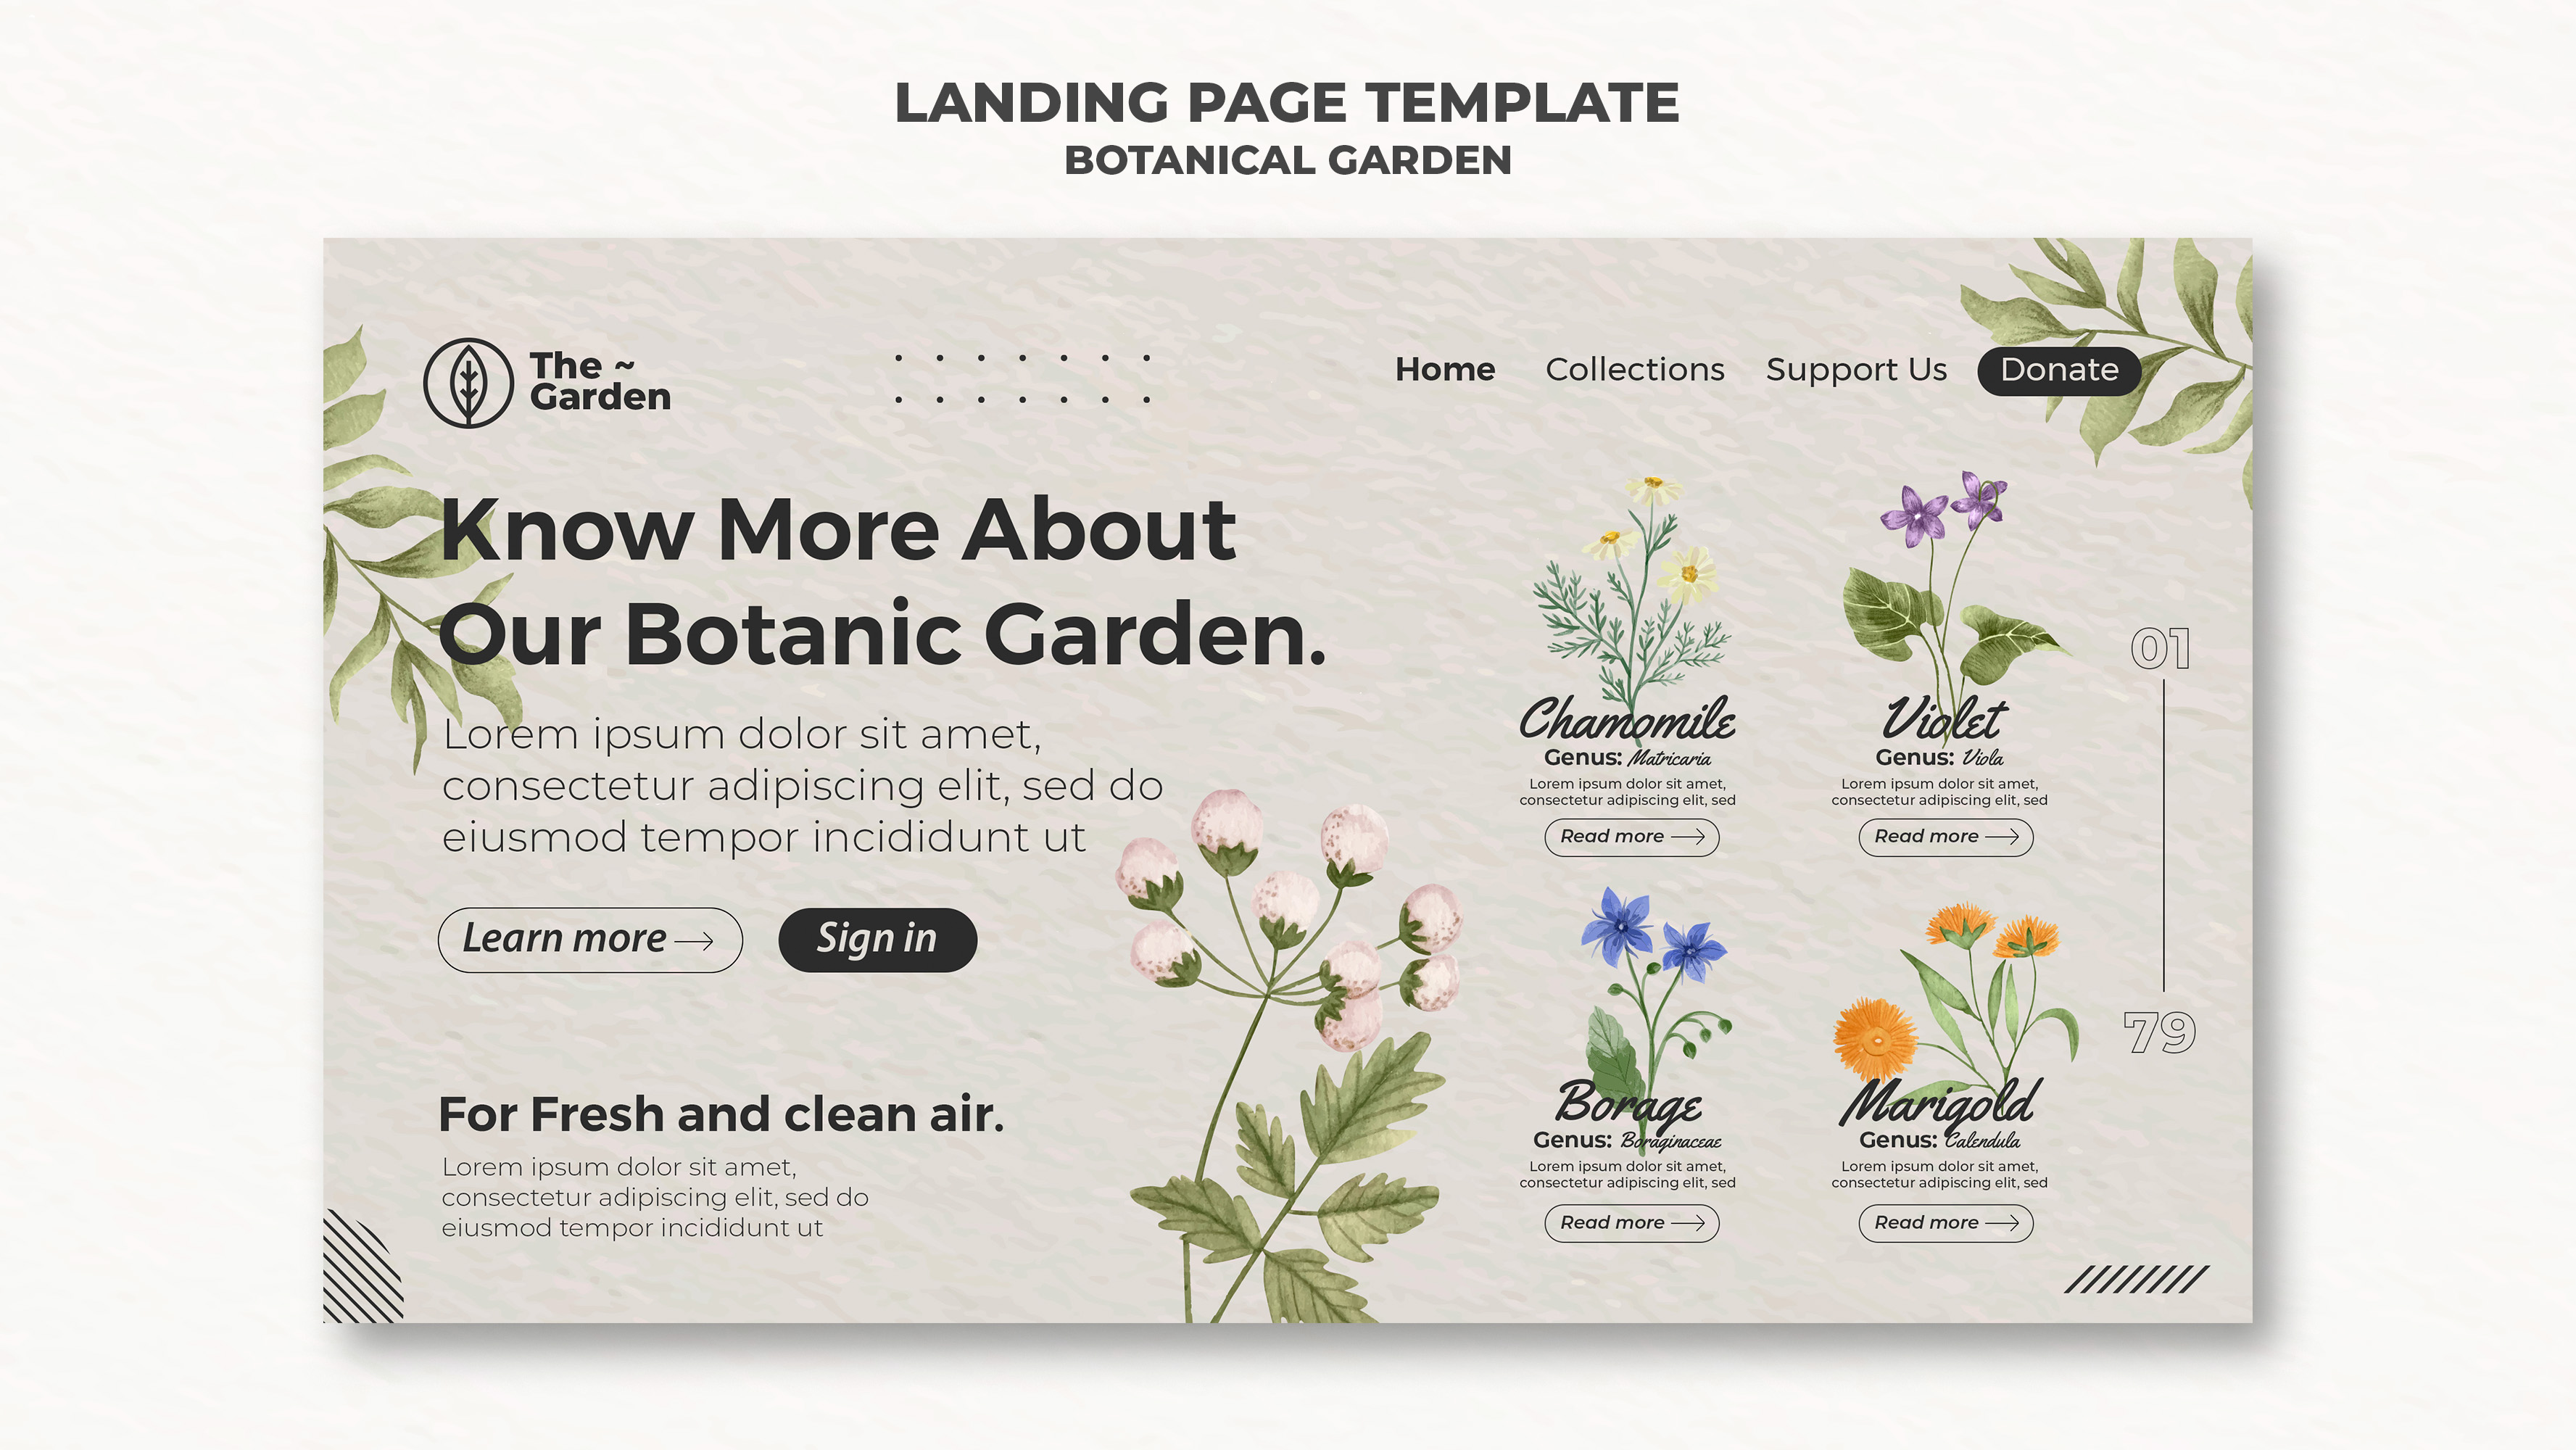 LANDING PAGE TEMPLATE
BOTANICAL GARDEN
The ~
Garden
Home Collections Support Us Donate
Know More About
Our Botanic Garden.
Lorem ipsum dolor sit amet,
consectetur adipiscing elit, sed do
eiusmod tempor incididunt ut
Learn more Sign in
For Fresh and clean air.
Lorem ipsum dolor sit amet,
consectetur adipiscing elit, sed do
eiusmod tempor incididunt ut
Chamomile
Genus: Matricaria
Lorem ipsum dolor sit amet,
consectetur adipiscing elit, sed
Read more
Violet
Genus: Viola
Lorem ipsum dolor sit amet,
consectetur adipiscing elit, sed
Read more
Borage
Genus: Boraginaceae
Lorem ipsum dolor sit amet,
consectetur adipiscing elit, sed
Read more
Marigold
Genus: Calendula
Lorem ipsum dolor sit amet,
consectetur adipiscing elit, sed
Read more
01
79